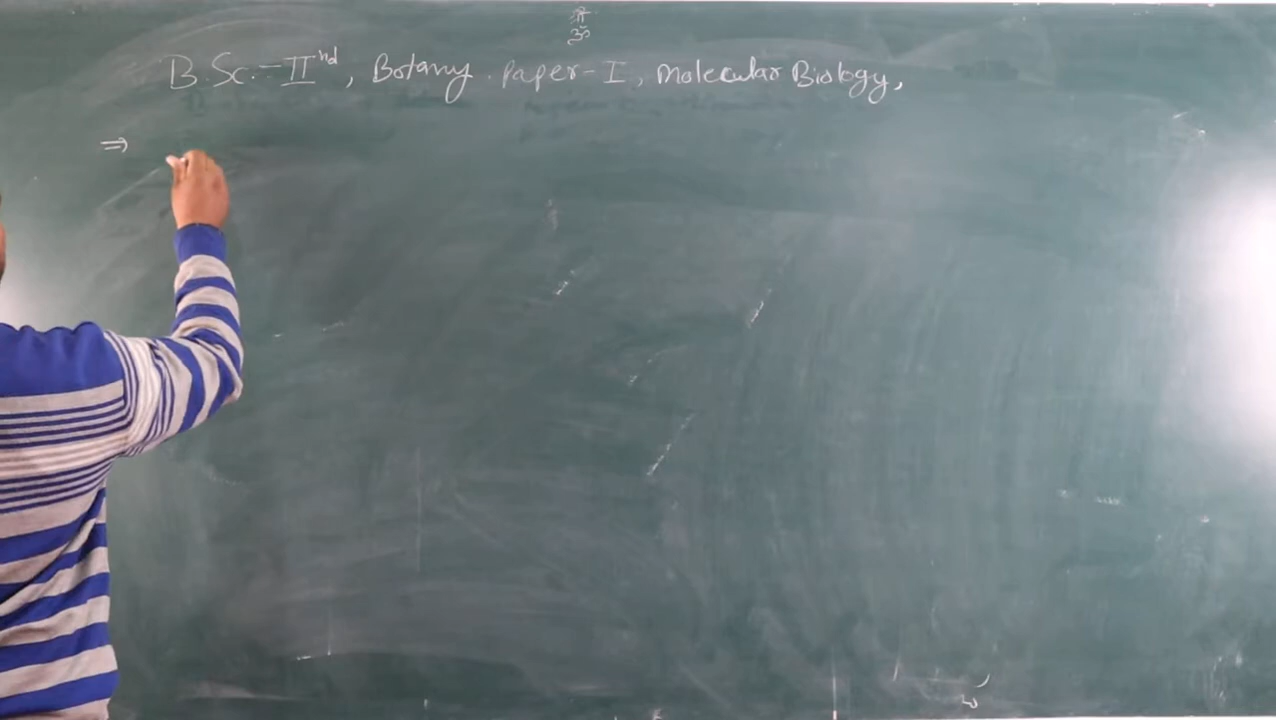 ॐ
B.Sc.-IInd, Botany. Paper-I, Molecular Biology,
⇒